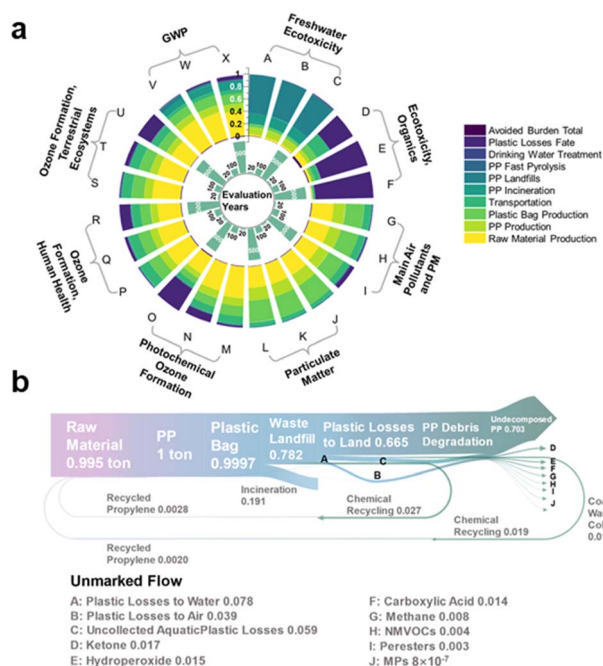 a
Freshwater
Ecotoxicity
GWP
V
W
X
A
B
C
Ecotoxicity,
Organics
D
E
F
Main Air
Pollutants
and PM
G
H
I
Particulate
Matter
J
K
L
Photochemical
Ozone
Formation
M
N
O
Ozone
Formation,
Human Health
P
Q
R
Ozone Formation,
Terrestrial
Ecosystems
S
T
U
1
0.8
0.6
0.4
0.2
0
Evaluation
Years
20
100
Avoided Burden Total
Plastic Losses Fate
Drinking Water Treatment
PP Fast Pyrolysis
PP Landfills
PP Incineration
Transportation
Plastic Bag Production
PP Production
Raw Material Production
b
Raw
Material
0.995 ton
PP
1 ton
Plastic
Bag
0.9997
Waste
Landfill
0.782
Plastic Losses
to Land 0.665
PP Debris
Degradation
Undecomposed
PP 0.703
A
C
B
D
E
F
G
H
I
J
Incineration
0.191
Recycled
Propylene 0.0028
Chemical
Recycling 0.027
Chemical
Recycling 0.019
Recycled
Propylene 0.0020
Unmarked Flow
A: Plastic Losses to Water 0.078
B: Plastic Losses to Air 0.039
C: Uncollected AquaticPlastic Losses 0.059
D: Ketone 0.017
E: Hydroperoxide 0.015
F: Carboxylic Acid 0.014
G: Methane 0.008
H: NMVOCs 0.004
I: Peresters 0.003
J: MPs 8×10⁻⁷